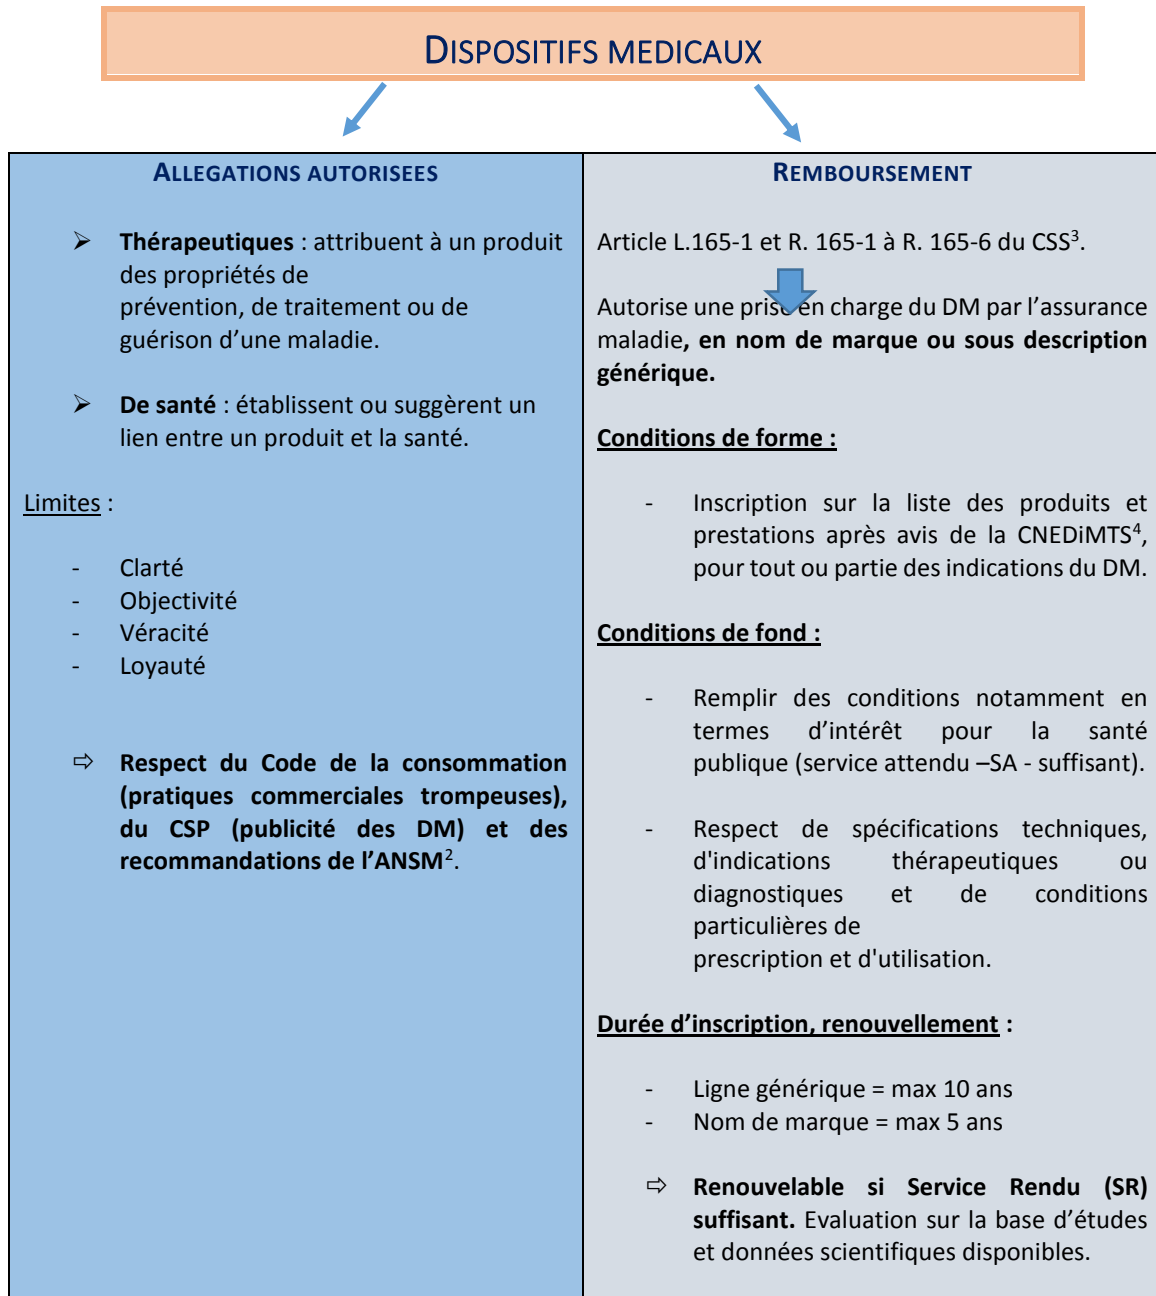 DISPOSITIFS MEDICAUX
ALLEGATIONS AUTORISEES
➢ Thérapeutiques : attribuent à un produit
des propriétés de
prévention, de traitement ou de
guérison d’une maladie.
➢ De santé : établissent ou suggèrent un
lien entre un produit et la santé.
Limites :
- Clarté
- Objectivité
- Véracité
- Loyauté
⇨ Respect du Code de la consommation
(pratiques commerciales trompeuses),
du CSP (publicité des DM) et des
recommandations de l’ANSM².
REMBOURSEMENT
Article L.165-1 et R. 165-1 à R. 165-6 du CSS³.
Autorise une prise en charge du DM par l’assurance
maladie, en nom de marque ou sous description
générique.
Conditions de forme :
- Inscription sur la liste des produits et
prestations après avis de la CNEDiMTS⁴,
pour tout ou partie des indications du DM.
Conditions de fond :
- Remplir des conditions notamment en
termes d’intérêt pour la santé
publique (service attendu –SA - suffisant).
- Respect de spécifications techniques,
d'indications thérapeutiques ou
diagnostiques et de conditions
particulières de
prescription et d'utilisation.
Durée d’inscription, renouvellement :
- Ligne générique = max 10 ans
- Nom de marque = max 5 ans
⇨ Renouvelable si Service Rendu (SR)
suffisant. Evaluation sur la base d’études
et données scientifiques disponibles.